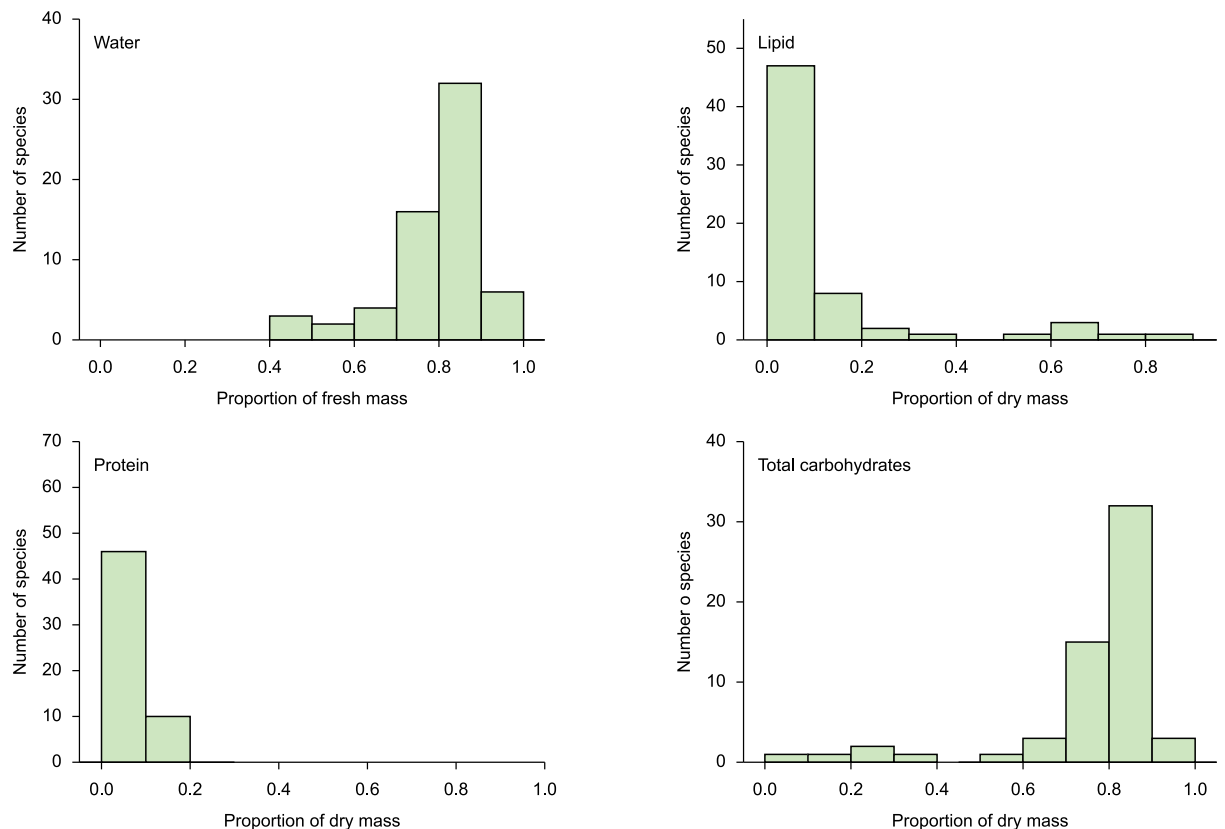 Water
40
30
20
10
0
Number of species
0.0 0.2 0.4 0.6 0.8 1.0
Proportion of fresh mass
Lipid
50
40
30
20
10
0
Number of species
0.0 0.2 0.4 0.6 0.8
Proportion of dry mass
Protein
70
60
50
40
30
20
10
0
Number of species
0.0 0.2 0.4 0.6 0.8 1.0
Proportion of dry mass
Total carbohydrates
40
30
20
10
0
Number o species
0.0 0.2 0.4 0.6 0.8 1.0
Proportion of dry mass